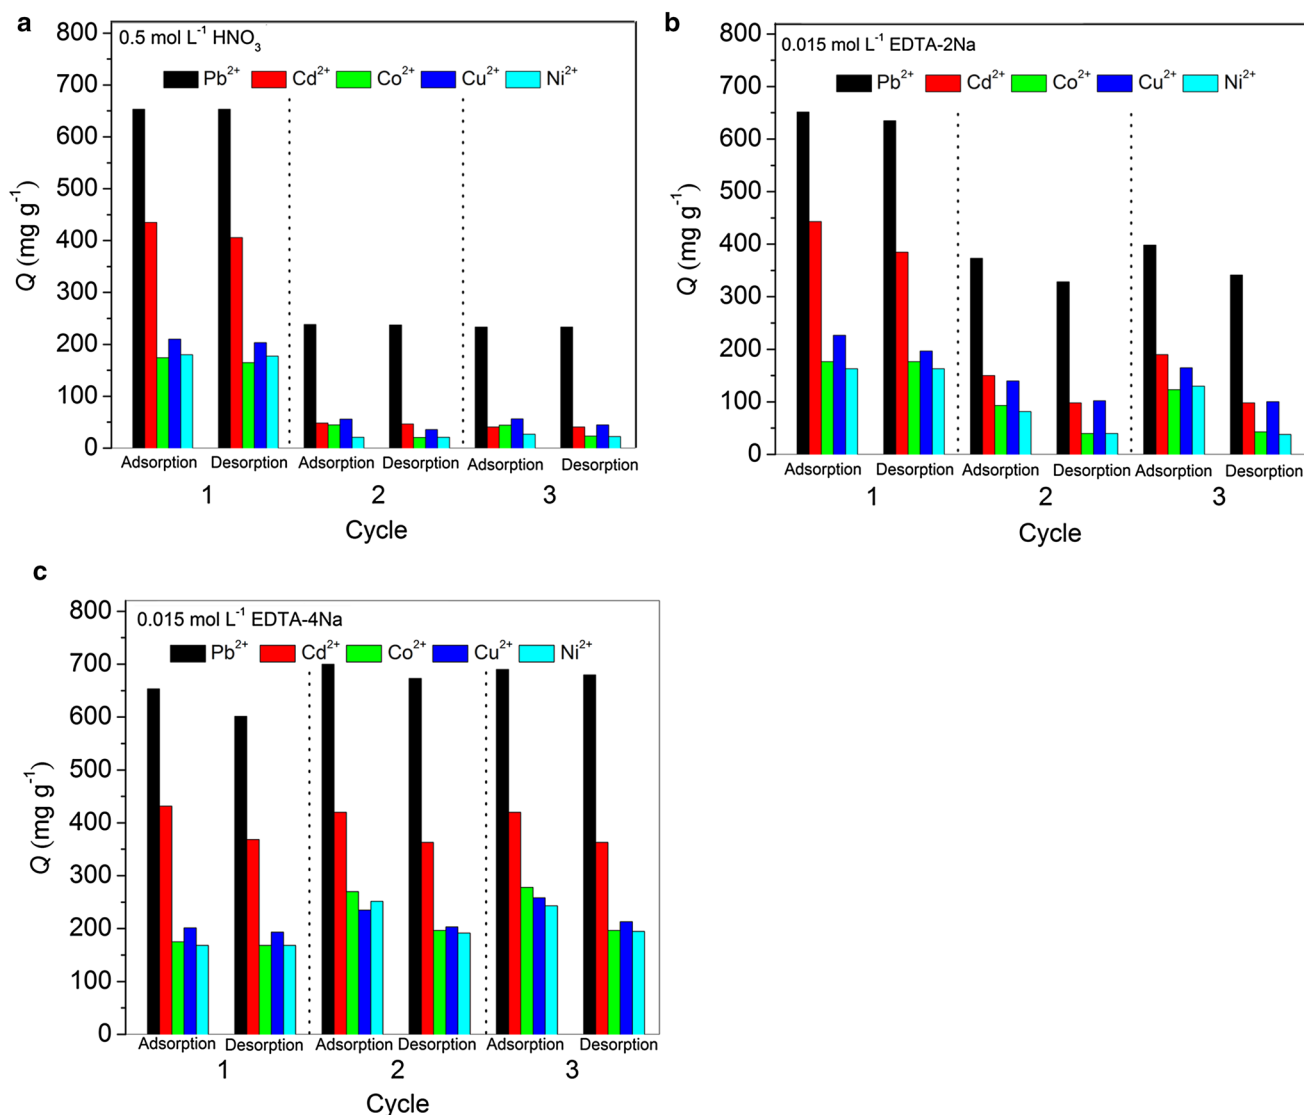 a
0.5 mol L⁻¹ HNO₃
Pb²⁺ Cd²⁺ Co²⁺ Cu²⁺ Ni²⁺
800
700
600
500
400
300
200
100
0
Q (mg g⁻¹)
Adsorption Desorption Adsorption Desorption Adsorption Desorption
1 2 3
Cycle
b
0.015 mol L⁻¹ EDTA-2Na
Pb²⁺ Cd²⁺ Co²⁺ Cu²⁺ Ni²⁺
800
700
600
500
400
300
200
100
0
Q (mg g⁻¹)
Adsorption Desorption Adsorption Desorption Adsorption Desorption
1 2 3
Cycle
c
0.015 mol L⁻¹ EDTA-4Na
Pb²⁺ Cd²⁺ Co²⁺ Cu²⁺ Ni²⁺
800
700
600
500
400
300
200
100
0
Q (mg g⁻¹)
Adsorption Desorption Adsorption Desorption Adsorption Desorption
1 2 3
Cycle